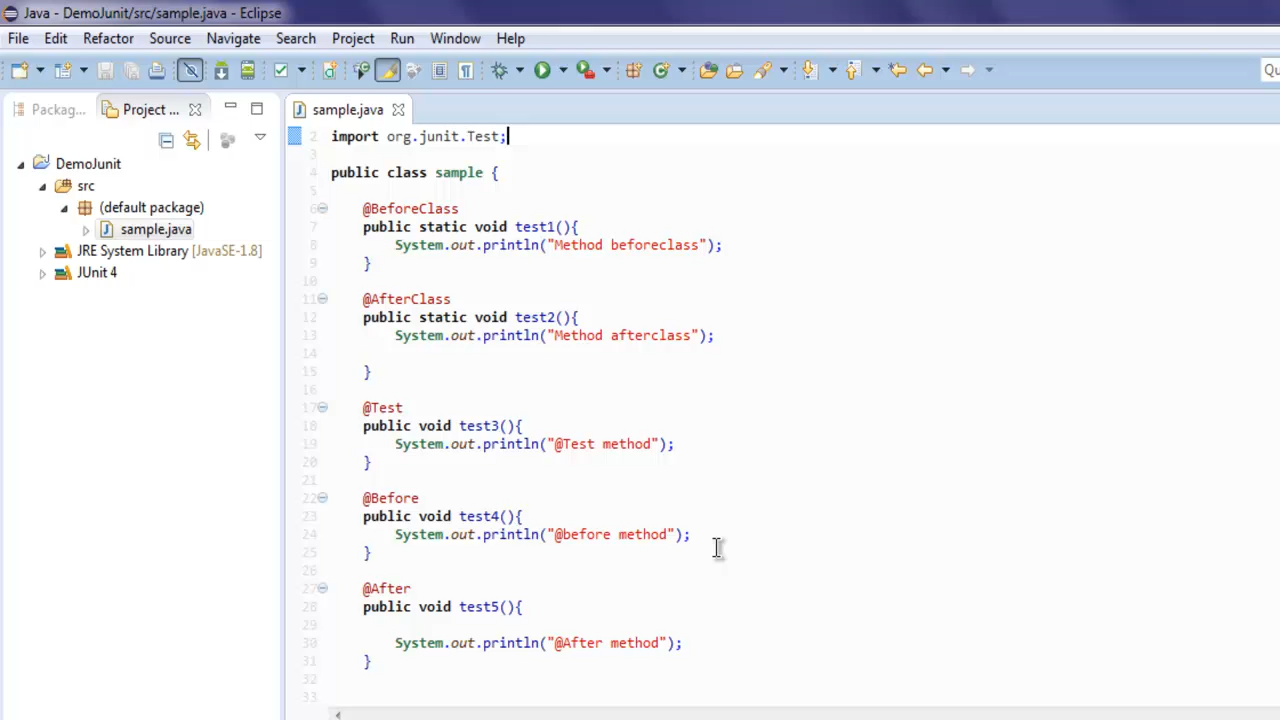 Java - DemoJunit/src/sample.java - Eclipse
File Edit Refactor Source Navigate Search Project Run Window Help
Qu
Packag... Project ...
DemoJunit
src
(default package)
sample.java
JRE System Library [JavaSE-1.8]
JUnit 4
sample.java
2 import org.junit.Test;
3
4 public class sample {
5
6 @BeforeClass
7 public static void test1(){
8 System.out.println("Method beforeclass");
9 }
10
11 @AfterClass
12 public static void test2(){
13 System.out.println("Method afterclass");
14
15 }
16
17 @Test
18 public void test3(){
19 System.out.println("@Test method");
20 }
21
22 @Before
23 public void test4(){
24 System.out.println("@before method");
25 }
26
27 @After
28 public void test5(){
29
30 System.out.println("@After method");
31 }
32
33